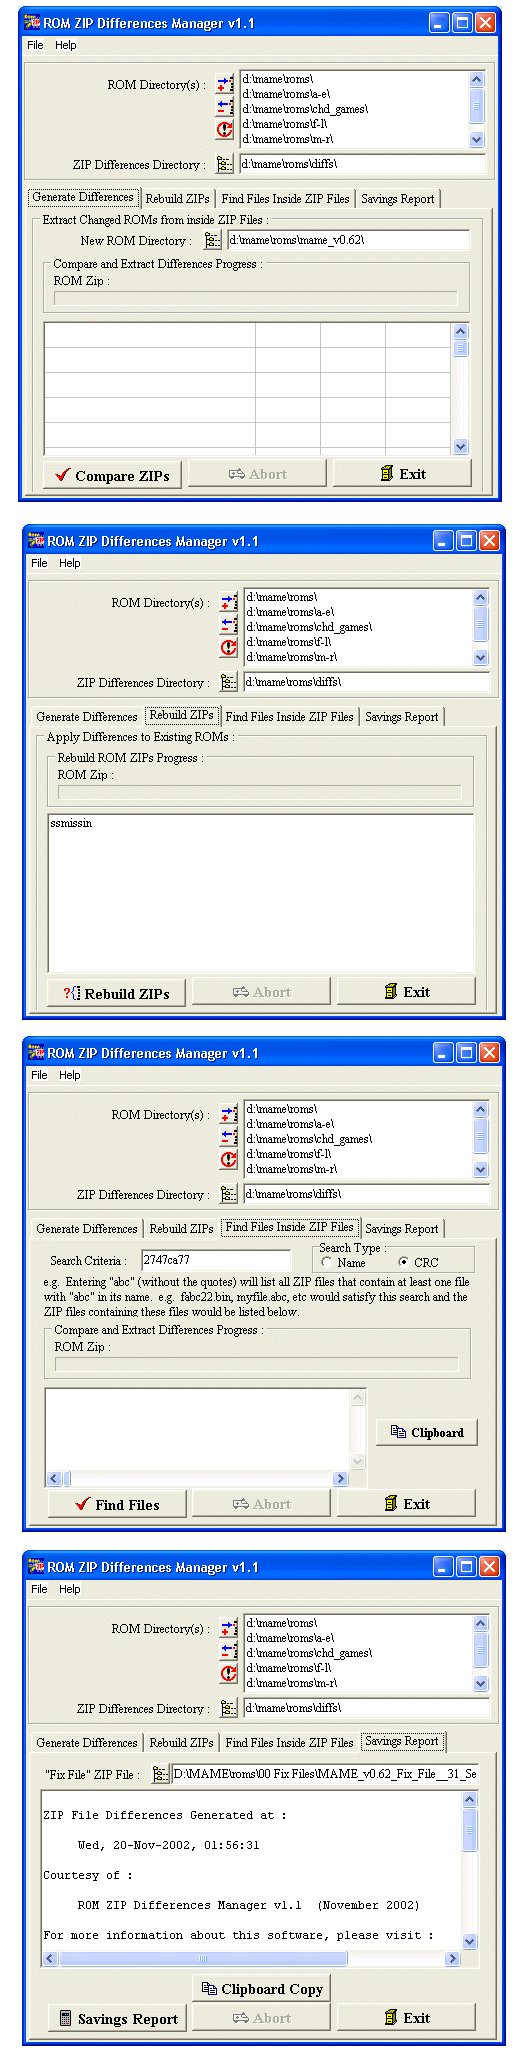 ROM ZIP Differences Manager v1.1
File Help
ROM Directory(s) :
d:\mame\roms\
d:\mame\roms\a-e\
d:\mame\roms\chd_games\
d:\mame\roms\f-l\
d:\mame\roms\m-r\
ZIP Differences Directory : d:\mame\roms\diffs\
Generate Differences Rebuild ZIPs Find Files Inside ZIP Files Savings Report
Extract Changed ROMs from inside ZIP Files :
New ROM Directory : d:\mame\roms\mame_v0.62\
Compare and Extract Differences Progress :
ROM Zip :
Compare ZIPs Abort Exit
ROM ZIP Differences Manager v1.1
File Help
ROM Directory(s) :
d:\mame\roms\
d:\mame\roms\a-e\
d:\mame\roms\chd_games\
d:\mame\roms\f-l\
d:\mame\roms\m-r\
ZIP Differences Directory : d:\mame\roms\diffs\
Generate Differences Rebuild ZIPs Find Files Inside ZIP Files Savings Report
Apply Differences to Existing ROMs :
Rebuild ROM ZIPs Progress :
ROM Zip :
ssmissin
Rebuild ZIPs Abort Exit
ROM ZIP Differences Manager v1.1
File Help
ROM Directory(s) :
d:\mame\roms\
d:\mame\roms\a-e\
d:\mame\roms\chd_games\
d:\mame\roms\f-l\
d:\mame\roms\m-r\
ZIP Differences Directory : d:\mame\roms\diffs\
Generate Differences Rebuild ZIPs Find Files Inside ZIP Files Savings Report
Search Criteria : 2747ca77
Search Type :
Name CRC
e.g. Entering "abc" (without the quotes) will list all ZIP files that contain at least one file
with "abc" in its name. e.g. fabc22.bin, myfile.abc, etc would satisfy this search and the
ZIP files containing these files would be listed below.
Compare and Extract Differences Progress :
ROM Zip :
Clipboard
Find Files Abort Exit
ROM ZIP Differences Manager v1.1
File Help
ROM Directory(s) :
d:\mame\roms\
d:\mame\roms\a-e\
d:\mame\roms\chd_games\
d:\mame\roms\f-l\
d:\mame\roms\m-r\
ZIP Differences Directory : d:\mame\roms\diffs\
Generate Differences Rebuild ZIPs Find Files Inside ZIP Files Savings Report
"Fix File" ZIP File : D:\MAME\roms\00 Fix Files\MAME_v0.62_Fix_File__31_Se
ZIP File Differences Generated at :
Wed, 20-Nov-2002, 01:56:31
Courtesy of :
ROM ZIP Differences Manager v1.1 (November 2002)
For more information about this software, please visit :
Clipboard Copy
Savings Report Abort Exit